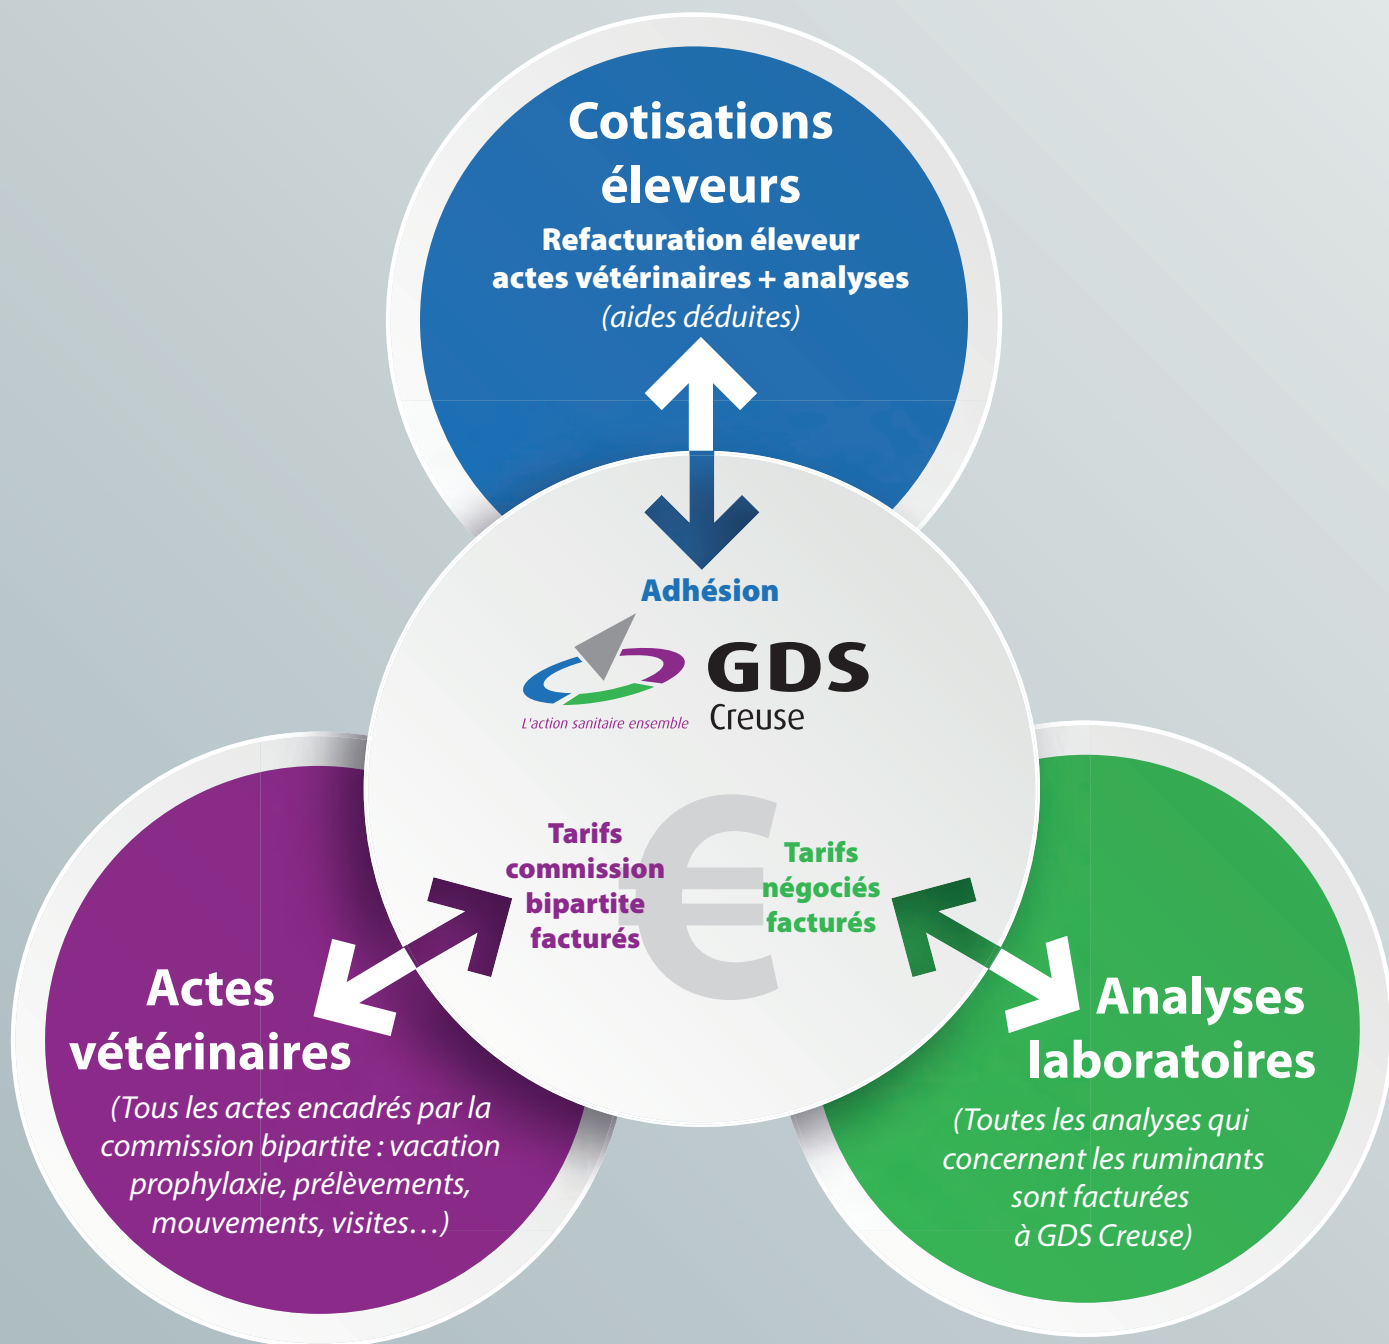 Cotisations
éleveurs
Refacturation éleveur
actes vétérinaires + analyses
(aides déduites)
Adhésion
GDS
Creuse
L'action sanitaire ensemble
€
Tarifs
commission
bipartite
facturés
Tarifs
négociés
facturés
Actes
vétérinaires
(Tous les actes encadrés par la
commission bipartite : vacation
prophylaxie, prélèvements,
mouvements, visites…)
Analyses
laboratoires
(Toutes les analyses qui
concernent les ruminants
sont facturées
à GDS Creuse)